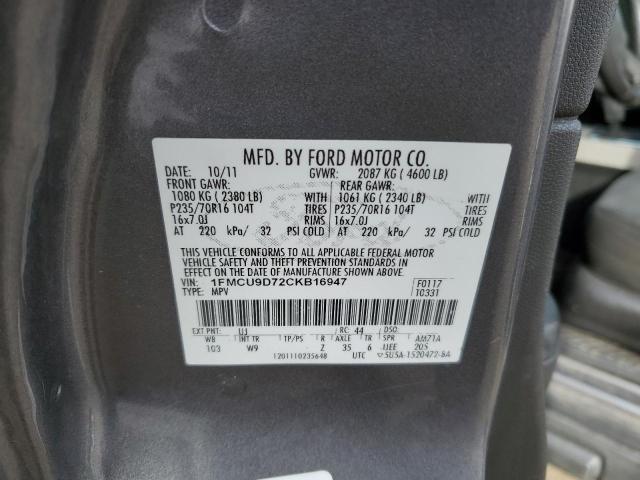 MFD. BY FORD MOTOR CO.
DATE: 10/11 GVWR: 2087 KG ( 4600 LB)
FRONT GAWR: REAR GAWR:
1080 KG ( 2380 LB) WITH 1061 KG ( 2340 LB) WITH
P235/70R16 104T TIRES P235/70R16 104T TIRES
16x7.0J RIMS 16x7.0J RIMS
AT 220 kPa/ 32 PSI COLD AT 220 kPa/ 32 PSI COLD
THIS VEHICLE CONFORMS TO ALL APPLICABLE FEDERAL MOTOR
VEHICLE SAFETY AND THEFT PREVENTION STANDARDS IN
EFFECT ON THE DATE OF MANUFACTURE SHOWN ABOVE.
VIN: 1FMCU9D72CKB16947 F0117
TYPE: MPV T0331
EXT PNT: UJ RC: 44 DSO:
WB INT TR TP/PS R AXLE TR SPR AM71A
103 W9 - Z 35 6 UEE 205
1201110235648 UTC 5U5A-1520472-BA